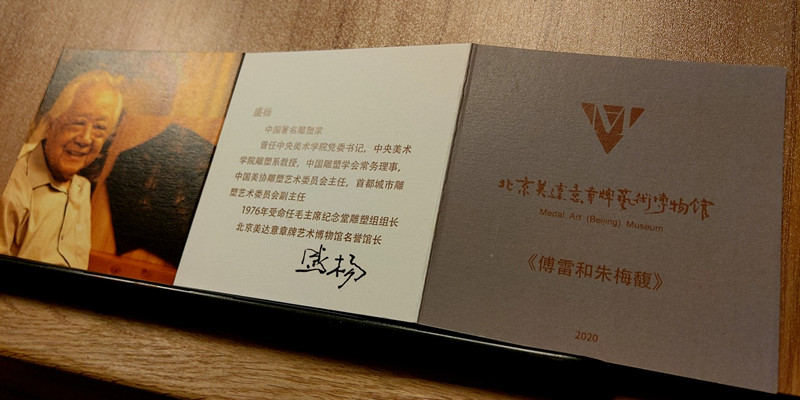 盛杨
中国著名雕塑家
曾任中央美术学院党委书记，中央美术
学院雕塑系教授，中国雕塑学会常务理事，
中国美协雕塑艺术委员会主任，首都城市雕
塑艺术委员会副主任
1976年受命任毛主席纪念堂雕塑组组长
北京美达意章牌艺术博物馆名誉馆长
盛杨
北京美达意章牌艺術博物馆
Medal Art (Beijing) Museum
《傅雷和朱梅馥》
2020